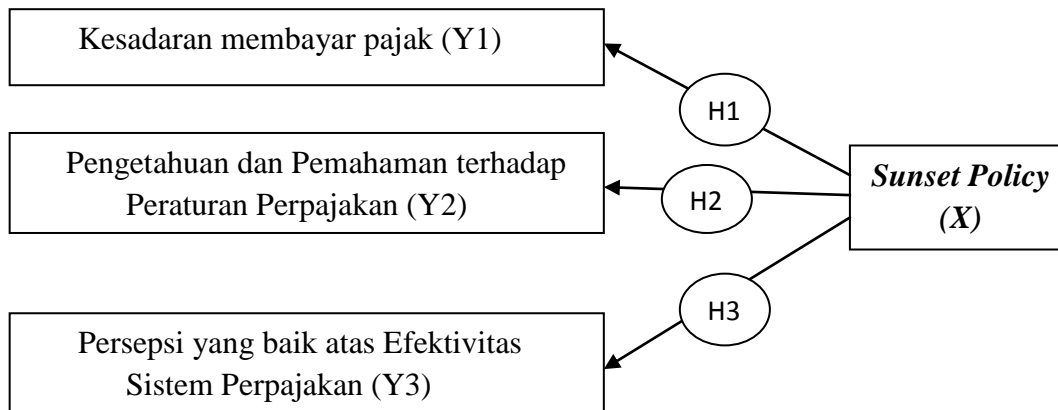 Kesadaran membayar pajak (Y1)
H1
Pengetahuan dan Pemahaman terhadap
Peraturan Perpajakan (Y2)
H2
Sunset Policy
(X)
H3
Persepsi yang baik atas Efektivitas
Sistem Perpajakan (Y3)